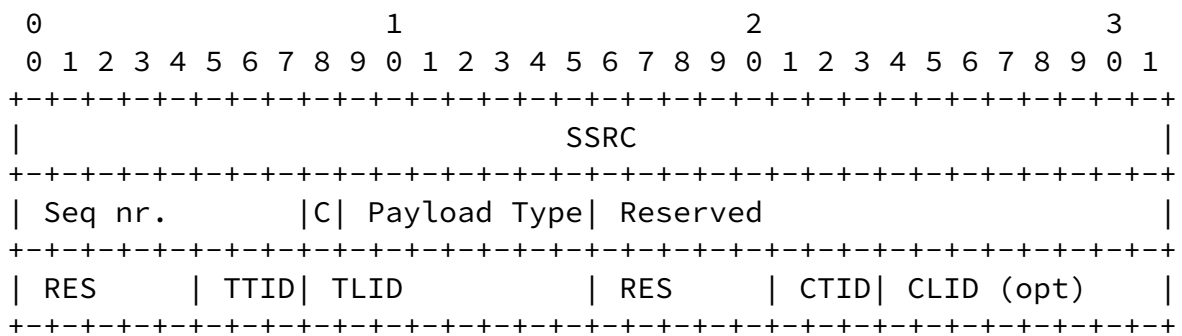 0                   1                   2                   3
 0 1 2 3 4 5 6 7 8 9 0 1 2 3 4 5 6 7 8 9 0 1 2 3 4 5 6 7 8 9 0 1
+-+-+-+-+-+-+-+-+-+-+-+-+-+-+-+-+-+-+-+-+-+-+-+-+-+-+-+-+-+-+-+-+
|                              SSRC                             |
+-+-+-+-+-+-+-+-+-+-+-+-+-+-+-+-+-+-+-+-+-+-+-+-+-+-+-+-+-+-+-+-+
| Seq nr.       |C| Payload Type| Reserved                      |
+-+-+-+-+-+-+-+-+-+-+-+-+-+-+-+-+-+-+-+-+-+-+-+-+-+-+-+-+-+-+-+-+
| RES     | TTID| TLID          | RES     | CTID| CLID (opt)    |
+-+-+-+-+-+-+-+-+-+-+-+-+-+-+-+-+-+-+-+-+-+-+-+-+-+-+-+-+-+-+-+-+